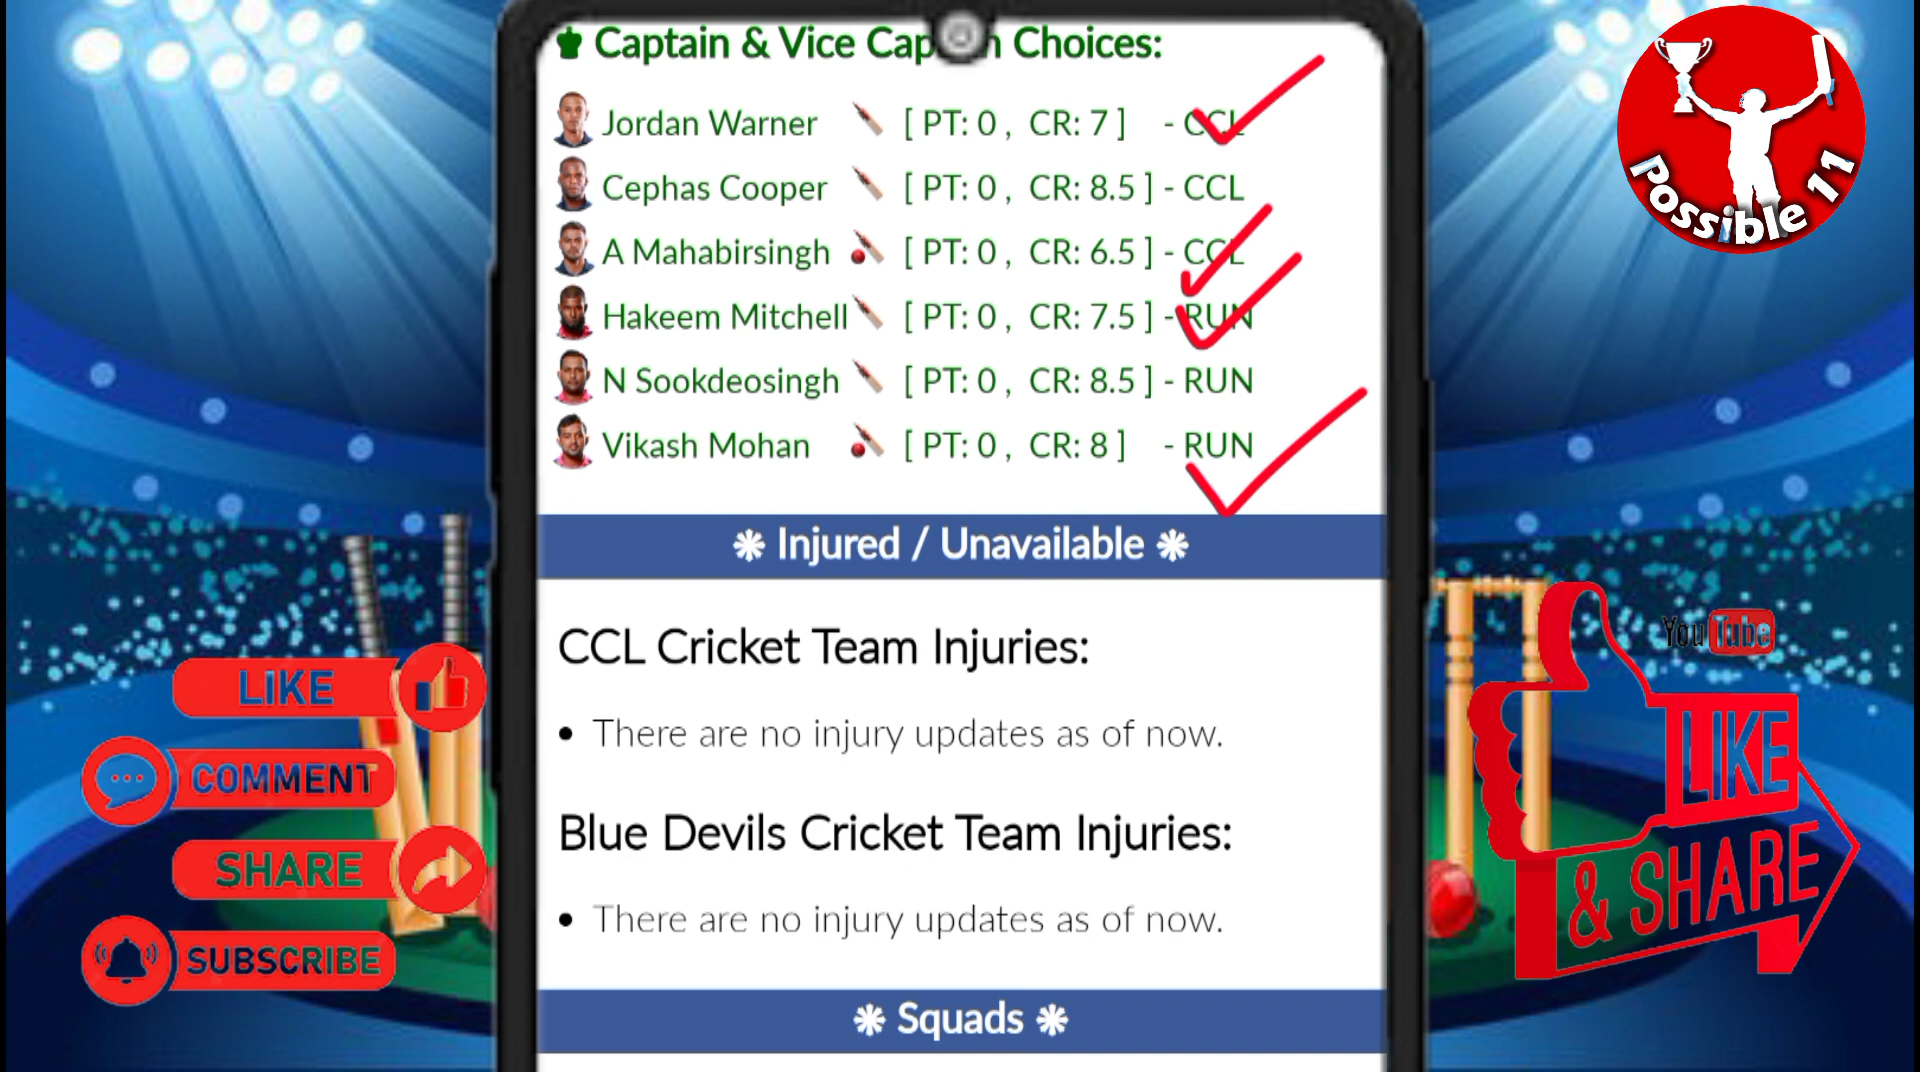 Captain & Vice Cap n Choices:
Jordan Warner [ PT: 0 , CR: 7 ] - CCL
Cephas Cooper [ PT: 0 , CR: 8.5 ] - CCL
A Mahabirsingh [ PT: 0 , CR: 6.5 ] - CCL
Hakeem Mitchell [ PT: 0 , CR: 7.5 ] - RUN
N Sookdeosingh [ PT: 0 , CR: 8.5 ] - RUN
Vikash Mohan [ PT: 0 , CR: 8 ] - RUN
Injured / Unavailable
CCL Cricket Team Injuries:
• There are no injury updates as of now.
Blue Devils Cricket Team Injuries:
• There are no injury updates as of now.
Squads
LIKE
COMMENT
SHARE
SUBSCRIBE
Possible 11
YouTube
LIKE
& SHARE